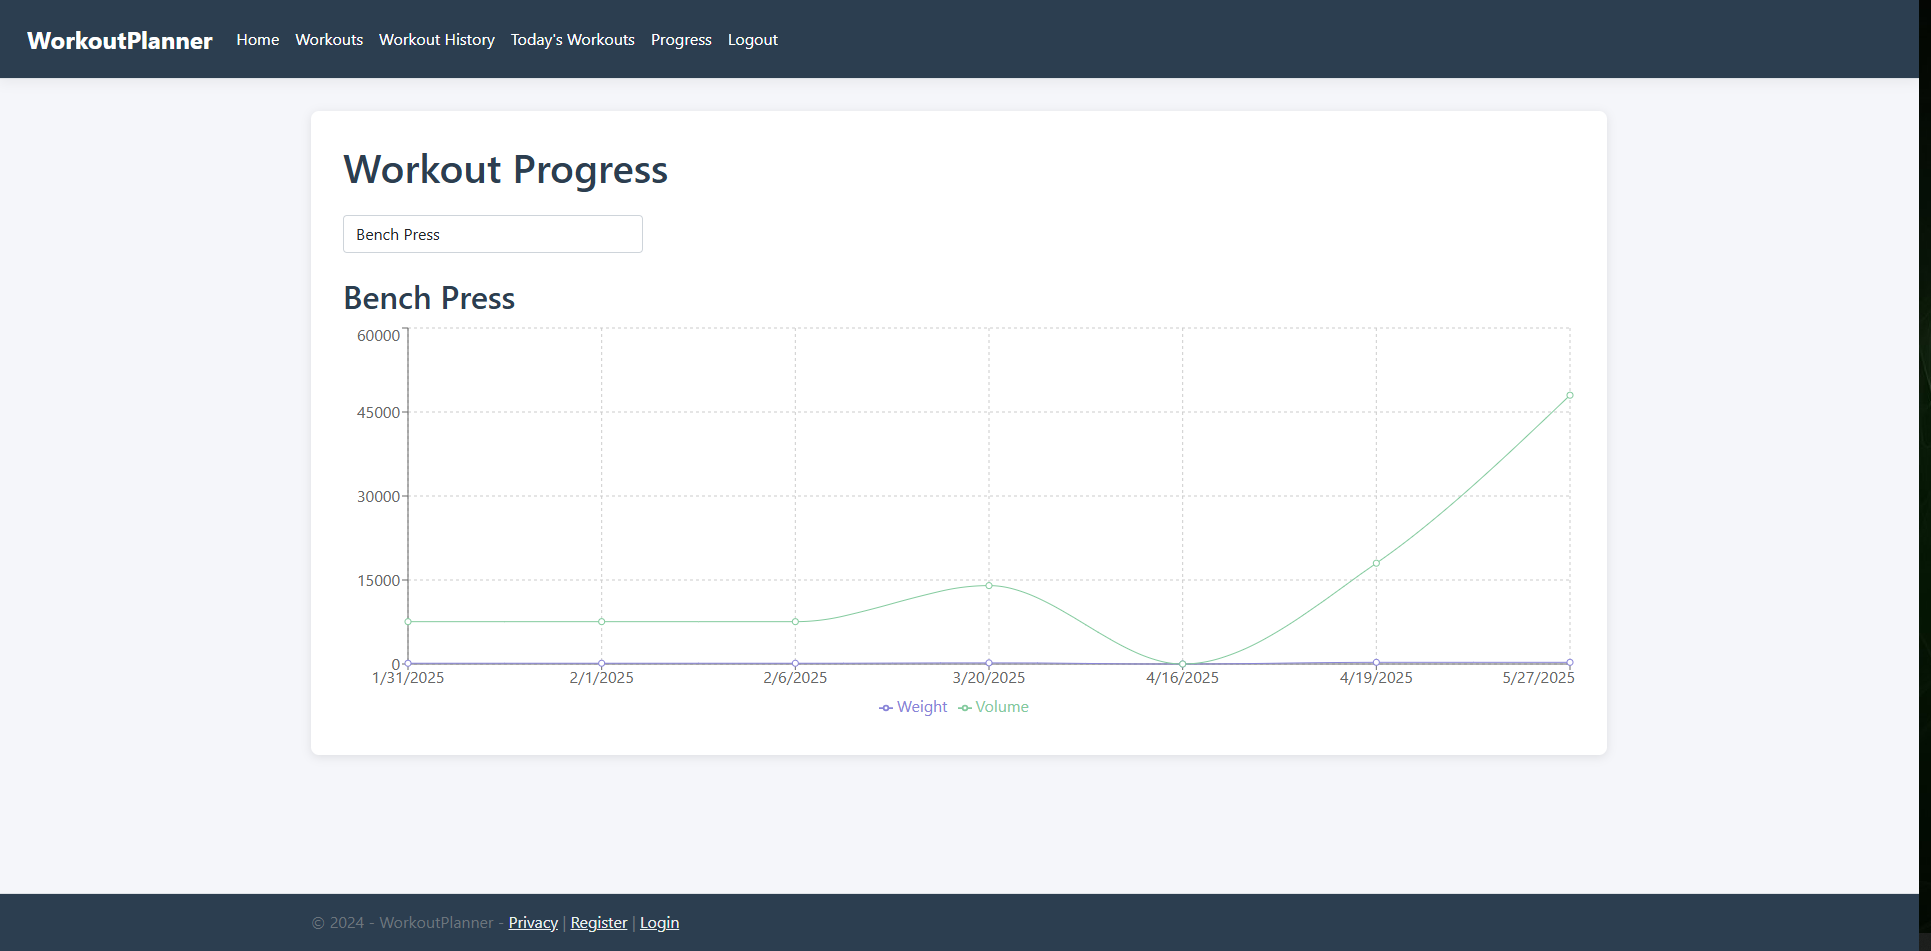 WorkoutPlanner Home Workouts Workout History Today's Workouts Progress Logout
Workout Progress
Bench Press
Bench Press
60000
45000
30000
15000
0
1/31/2025 2/1/2025 2/6/2025 3/20/2025 4/16/2025 4/19/2025 5/27/2025
Weight Volume
© 2024 - WorkoutPlanner - Privacy | Register | Login